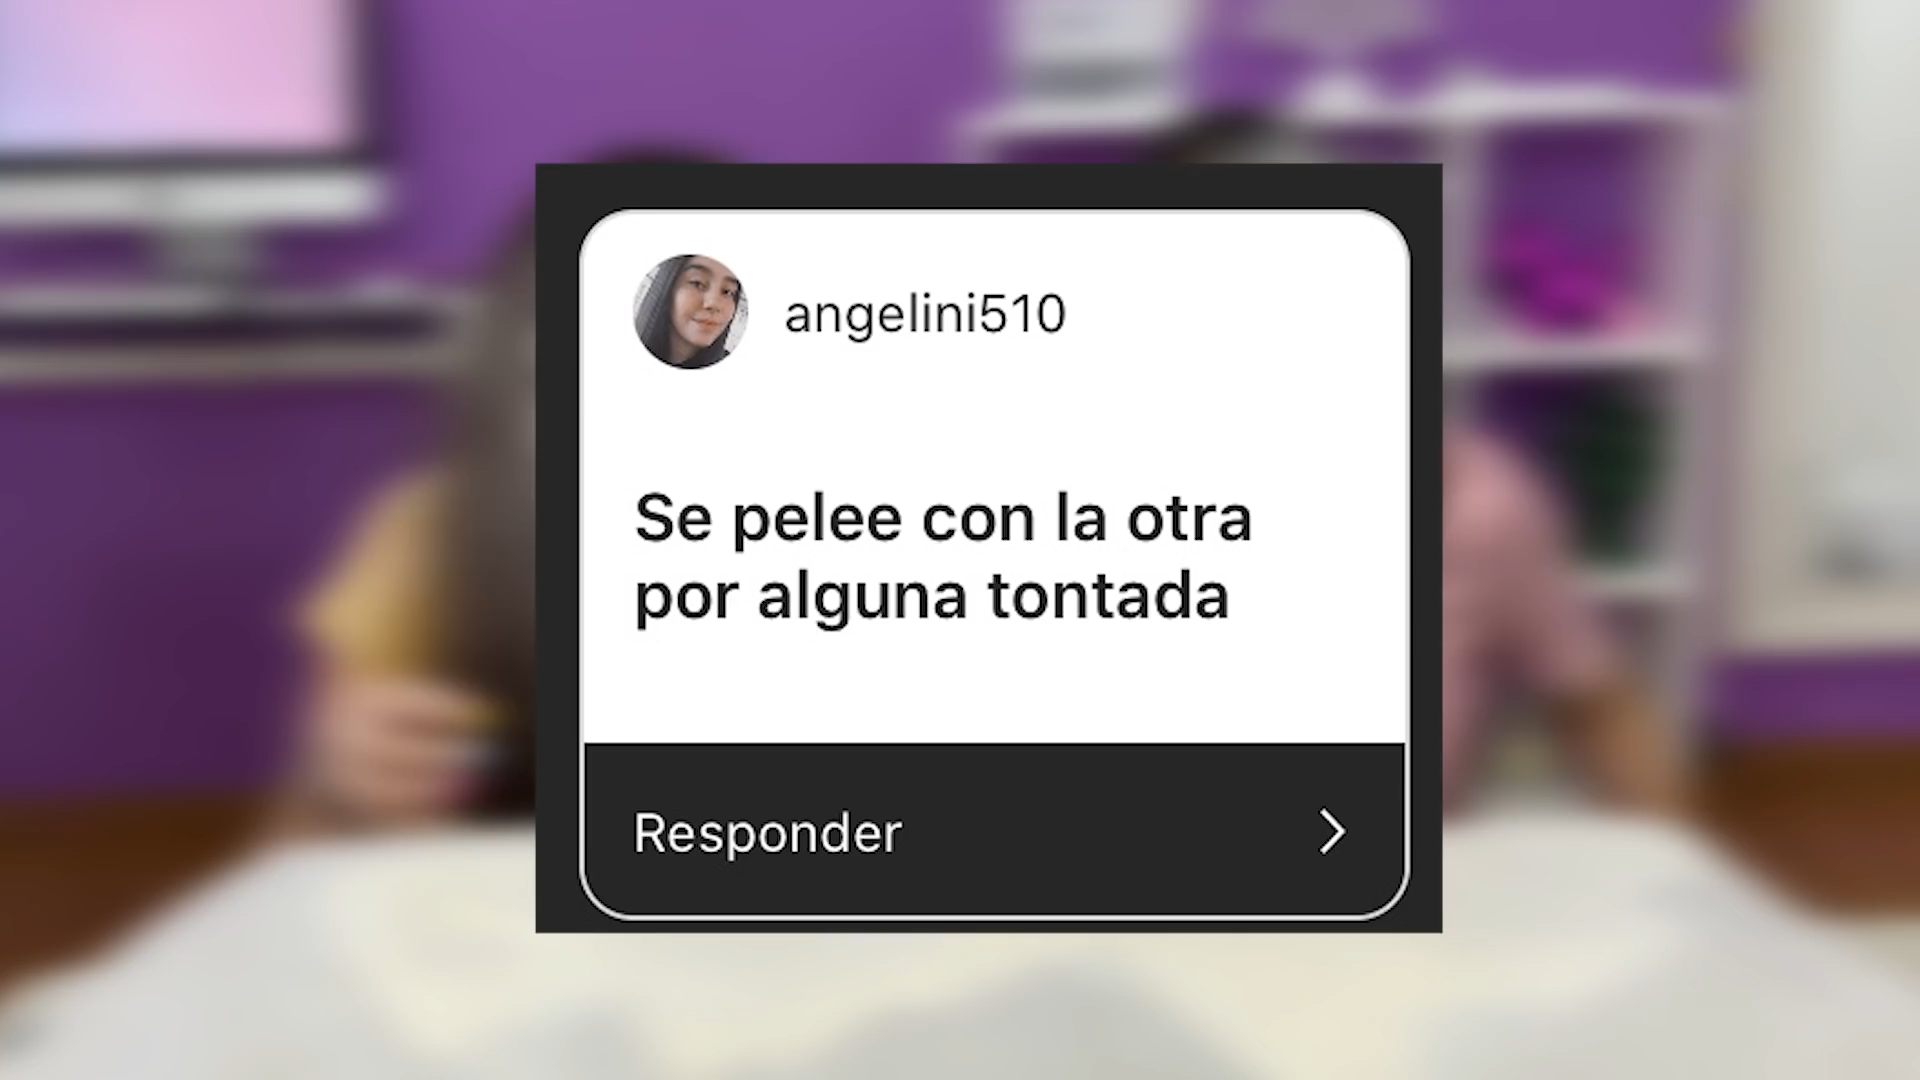 angelini510
Se pelee con la otra
por alguna tontada
Responder